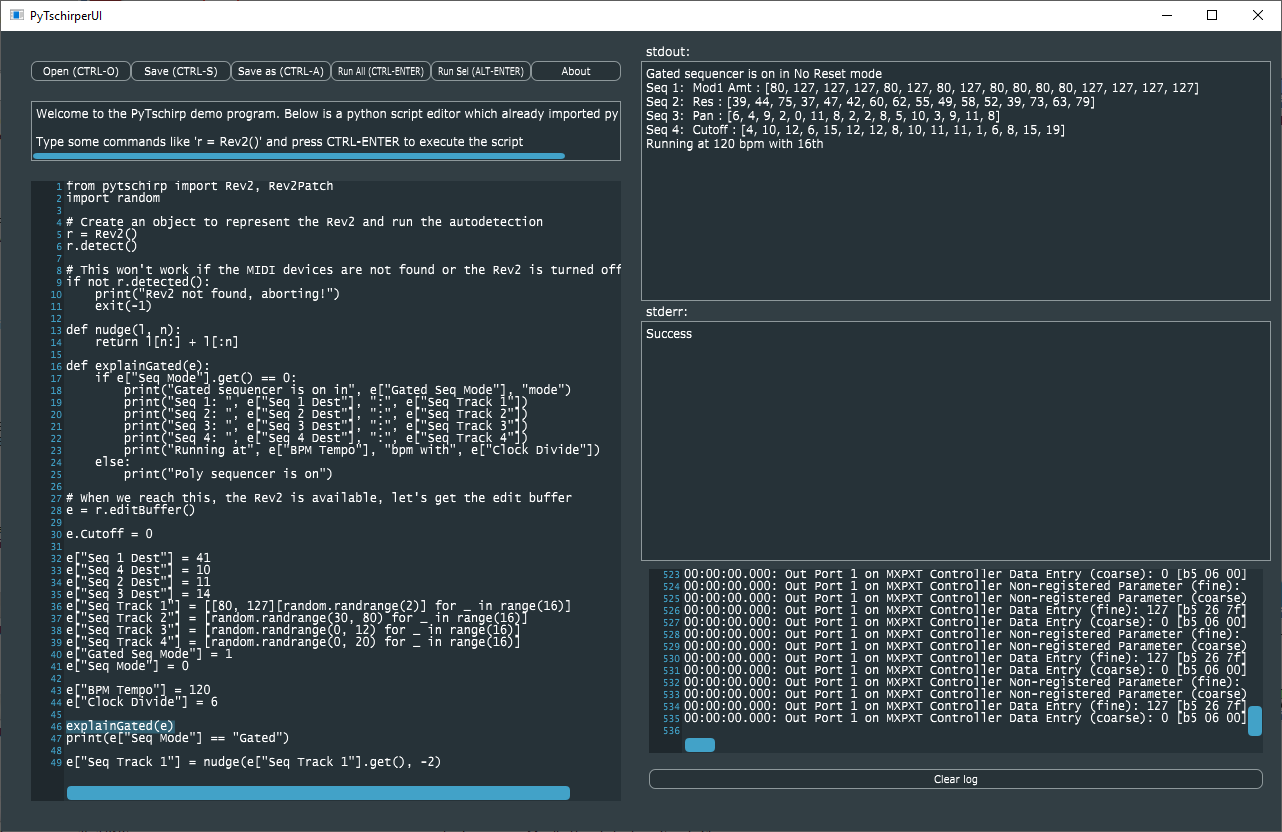 PyTschirperUI
Open (CTRL-O) Save (CTRL-S) Save as (CTRL-A) Run All (CTRL-ENTER) Run Sel (ALT-ENTER) About
Welcome to the PyTschirp demo program. Below is a python script editor which already imported py
Type some commands like 'r = Rev2()' and press CTRL-ENTER to execute the script
1 from pytschirp import Rev2, Rev2Patch
2 import random
3
4 # Create an object to represent the Rev2 and run the autodetection
5 r = Rev2()
6 r.detect()
7
8 # This won't work if the MIDI devices are not found or the Rev2 is turned off
9 if not r.detected():
10     print("Rev2 not found, aborting!")
11     exit(-1)
12
13 def nudge(l, n):
14     return l[n:] + l[:n]
15
16 def explainGated(e):
17     if e["Seq Mode"].get() == 0:
18         print("Gated sequencer is on in", e["Gated Seq Mode"], "mode")
19         print("Seq 1: ", e["Seq 1 Dest"], ":", e["Seq Track 1"])
20         print("Seq 2: ", e["Seq 2 Dest"], ":", e["Seq Track 2"])
21         print("Seq 3: ", e["Seq 3 Dest"], ":", e["Seq Track 3"])
22         print("Seq 4: ", e["Seq 4 Dest"], ":", e["Seq Track 4"])
23         print("Running at", e["BPM Tempo"], "bpm with", e["Clock Divide"])
24     else:
25         print("Poly sequencer is on")
26
27 # When we reach this, the Rev2 is available, let's get the edit buffer
28 e = r.editBuffer()
29
30 e.Cutoff = 0
31
32 e["Seq 1 Dest"] = 41
33 e["Seq 4 Dest"] = 10
34 e["Seq 2 Dest"] = 11
35 e["Seq 3 Dest"] = 14
36 e["Seq Track 1"] = [[80, 127][random.randrange(2)] for _ in range(16)]
37 e["Seq Track 2"] = [random.randrange(30, 80) for _ in range(16)]
38 e["Seq Track 3"] = [random.randrange(0, 12) for _ in range(16)]
39 e["Seq Track 4"] = [random.randrange(0, 20) for _ in range(16)]
40 e["Gated Seq Mode"] = 1
41 e["Seq Mode"] = 0
42
43 e["BPM Tempo"] = 120
44 e["Clock Divide"] = 6
45
46 explainGated(e)
47 print(e["Seq Mode"] == "Gated")
48
49 e["Seq Track 1"] = nudge(e["Seq Track 1"].get(), -2)
stdout:
Gated sequencer is on in No Reset mode
Seq 1:  Mod1 Amt : [80, 127, 127, 127, 80, 127, 80, 127, 80, 80, 80, 80, 127, 127, 127, 127]
Seq 2:  Res : [39, 44, 75, 37, 47, 42, 60, 62, 55, 49, 58, 52, 39, 73, 63, 79]
Seq 3:  Pan : [6, 4, 9, 2, 0, 11, 8, 2, 2, 8, 5, 10, 3, 9, 11, 8]
Seq 4:  Cutoff : [4, 10, 12, 6, 15, 12, 12, 8, 10, 11, 11, 1, 6, 8, 15, 19]
Running at 120 bpm with 16th
stderr:
Success
523 00:00:00.000: Out Port 1 on MXPXT Controller Data Entry (coarse): 0 [b5 06 00]
524 00:00:00.000: Out Port 1 on MXPXT Controller Non-registered Parameter (fine):
525 00:00:00.000: Out Port 1 on MXPXT Controller Non-registered Parameter (coarse)
526 00:00:00.000: Out Port 1 on MXPXT Controller Data Entry (fine): 127 [b5 26 7f]
527 00:00:00.000: Out Port 1 on MXPXT Controller Data Entry (coarse): 0 [b5 06 00]
528 00:00:00.000: Out Port 1 on MXPXT Controller Non-registered Parameter (fine):
529 00:00:00.000: Out Port 1 on MXPXT Controller Non-registered Parameter (coarse)
530 00:00:00.000: Out Port 1 on MXPXT Controller Data Entry (fine): 127 [b5 26 7f]
531 00:00:00.000: Out Port 1 on MXPXT Controller Data Entry (coarse): 0 [b5 06 00]
532 00:00:00.000: Out Port 1 on MXPXT Controller Non-registered Parameter (fine):
533 00:00:00.000: Out Port 1 on MXPXT Controller Non-registered Parameter (coarse)
534 00:00:00.000: Out Port 1 on MXPXT Controller Data Entry (fine): 127 [b5 26 7f]
535 00:00:00.000: Out Port 1 on MXPXT Controller Data Entry (coarse): 0 [b5 06 00]
536
Clear log